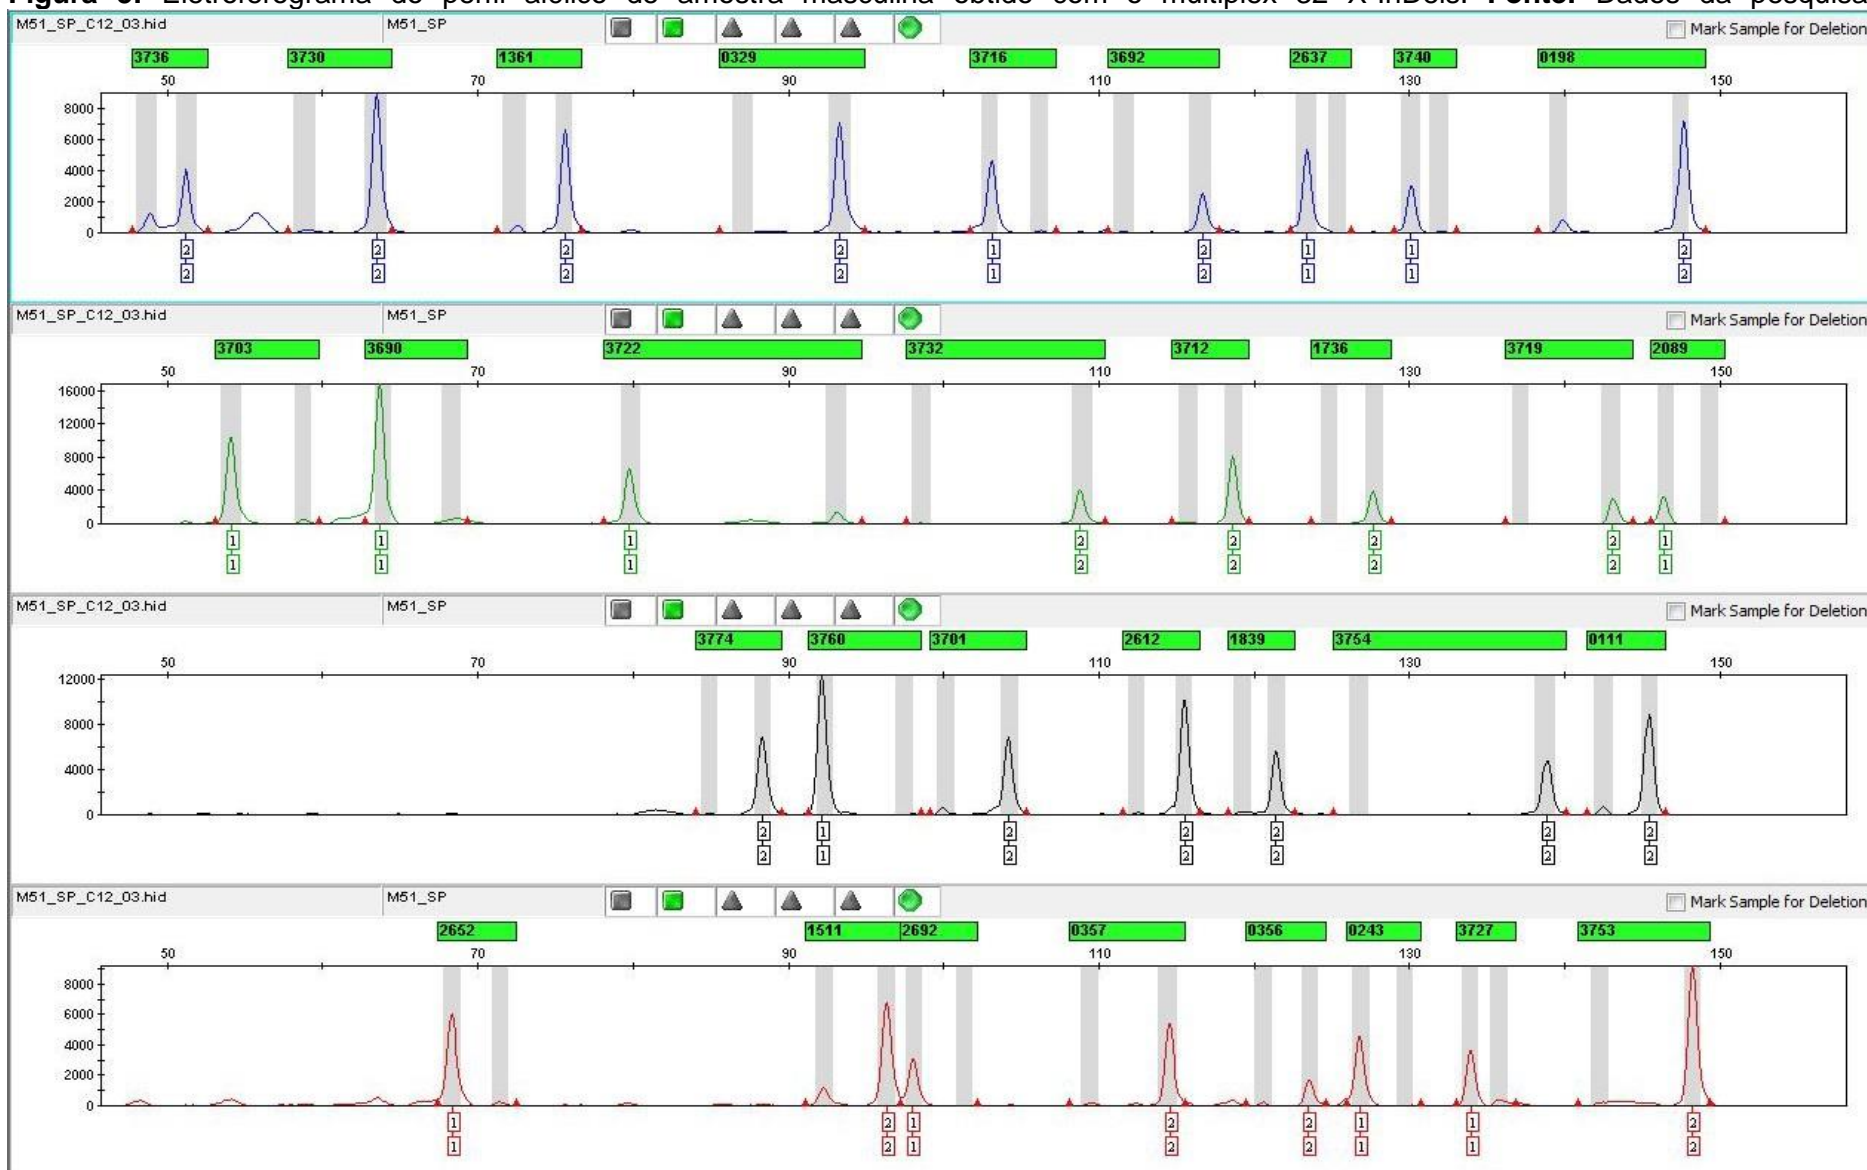 Figura 3. Eletroferograma do perfil alélico de amostra masculina obtido com o multiplex 32 X-InDels. Fonte: Dados da pesquisa
M51_SP_C12_03.hid M51_SP Mark Sample for Deletion
3736 3730 1361 0329 3716 3692 2637 3740 0198
50 70 90 110 130 150
8000
6000
4000
2000
0
2 2 2 2 1 2 1 1 2
2 2 2 2 1 2 1 1 2
M51_SP_C12_03.hid M51_SP Mark Sample for Deletion
3703 3690 3722 3732 3712 1736 3719 2089
50 70 90 110 130 150
16000
12000
8000
4000
0
1 1 1 2 2 2 2 1
1 1 1 2 2 2 2 1
M51_SP_C12_03.hid M51_SP Mark Sample for Deletion
3774 3760 3701 2612 1839 3754 0111
50 70 90 110 130 150
12000
8000
4000
0
2 1 2 2 2 2 2
2 1 2 2 2 2 2
M51_SP_C12_03.hid M51_SP Mark Sample for Deletion
2652 1511 2692 0357 0356 0243 3727 3753
50 70 90 110 130 150
8000
6000
4000
2000
0
1 2 1 2 2 1 1 2
1 2 1 2 2 1 1 2